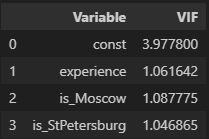 Variable VIF
0 const 3.977800
1 experience 1.061642
2 is_Moscow 1.087775
3 is_StPetersburg 1.046865